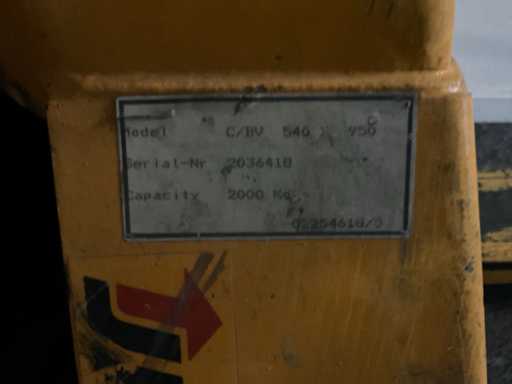 Model C/BV 540 X 950
Serial-Nr 2036418
Capacity 2000 Kg